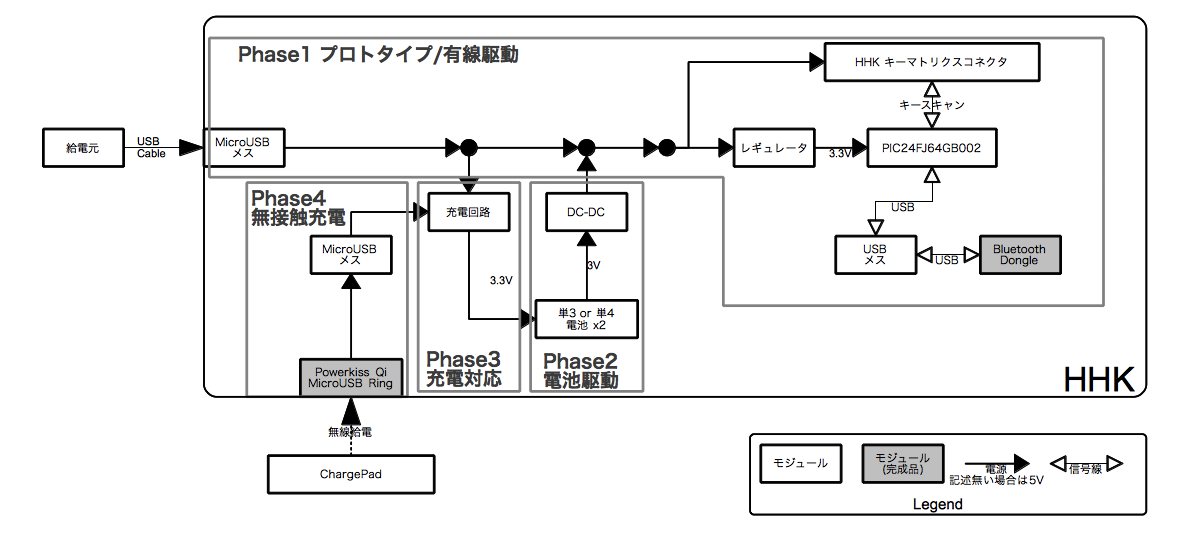 Phase1 プロトタイプ/有線駆動
HHK キーマトリクスコネクタ
キースキャン
給電元
USB
Cable
MicroUSB
メス
レギュレータ
3.3V
PIC24FJ64GB002
USB
USB
メス
USB
Bluetooth
Dongle
Phase4
無接触充電
充電回路
DC-DC
MicroUSB
メス
3.3V
3V
単3 or 単4
電池 x2
Phase3
充電対応
Phase2
電池駆動
Powerkiss Qi
MicroUSB Ring
HHK
無線給電
ChargePad
モジュール
モジュール
(完成品)
電源
記述無い場合は5V
信号線
Legend